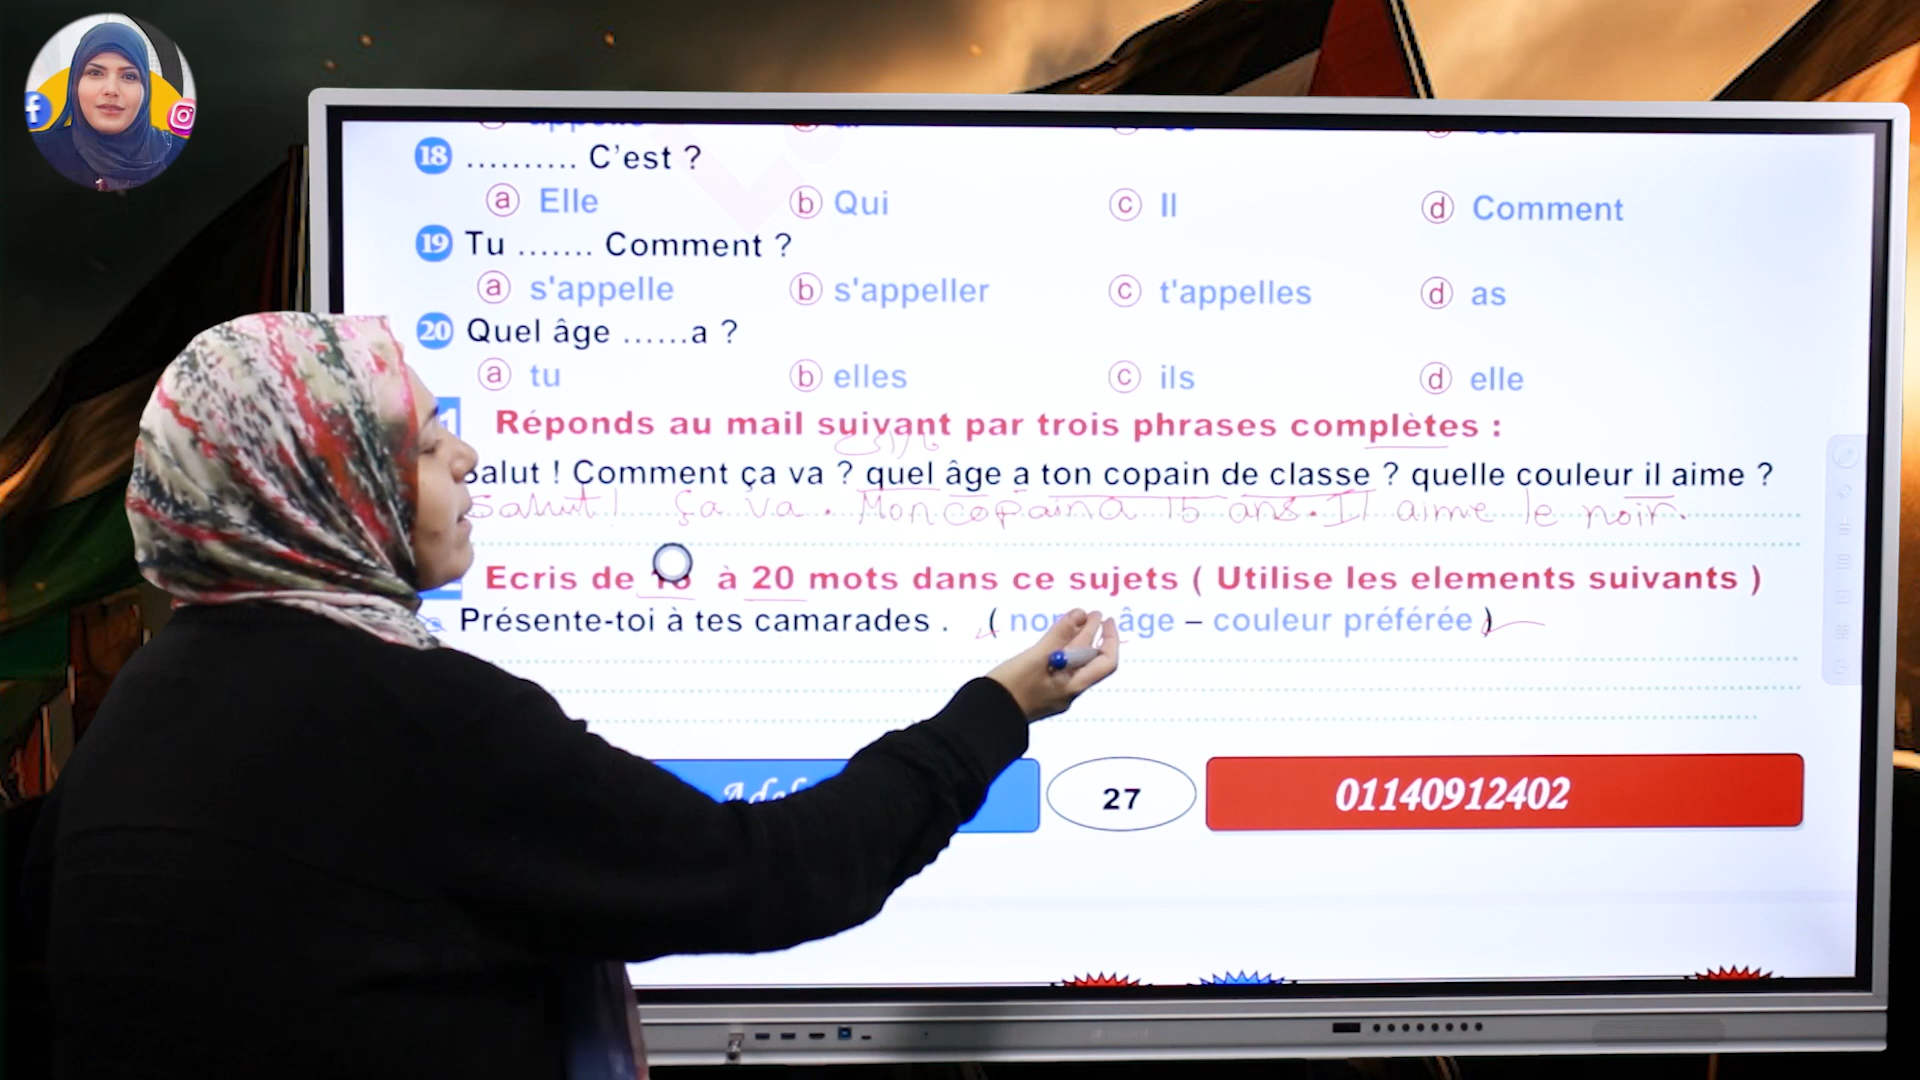 18 .......... C'est ?
a Elle b Qui c Il d Comment
19 Tu ....... Comment ?
a s'appelle b s'appeller c t'appelles d as
20 Quel âge ......a ?
a tu b elles c ils d elle
Réponds au mail suivant par trois phrases complètes :
Salut ! Comment ça va ? quel âge a ton copain de classe ? quelle couleur il aime ?
Salut! ça va . Mon copain a 15 ans. Il aime le noir.
Ecris de à 20 mots dans ce sujets ( Utilise les elements suivants )
Présente-toi à tes camarades . ( âge – couleur préférée )
27
01140912402